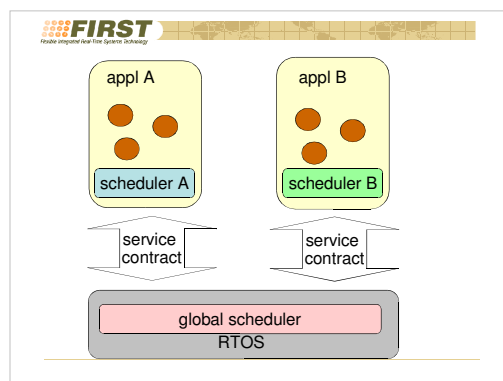 FIRST
Flexible Integrated Real-Time Systems Technology
appl A
appl B
scheduler A
scheduler B
service
contract
service
contract
global scheduler
RTOS